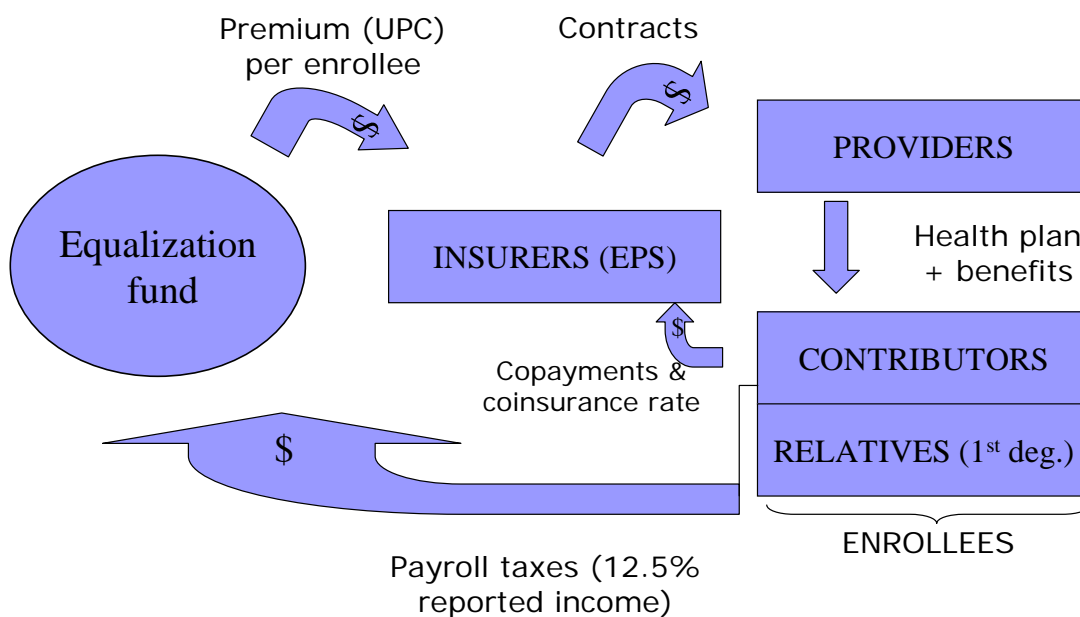 Premium (UPC)
per enrollee
Contracts
$
$
PROVIDERS
Equalization
fund
INSURERS (EPS)
Health plan
+ benefits
$
Copayments &
coinsurance rate
CONTRIBUTORS
$
RELATIVES (1st deg.)
ENROLLEES
Payroll taxes (12.5%
reported income)